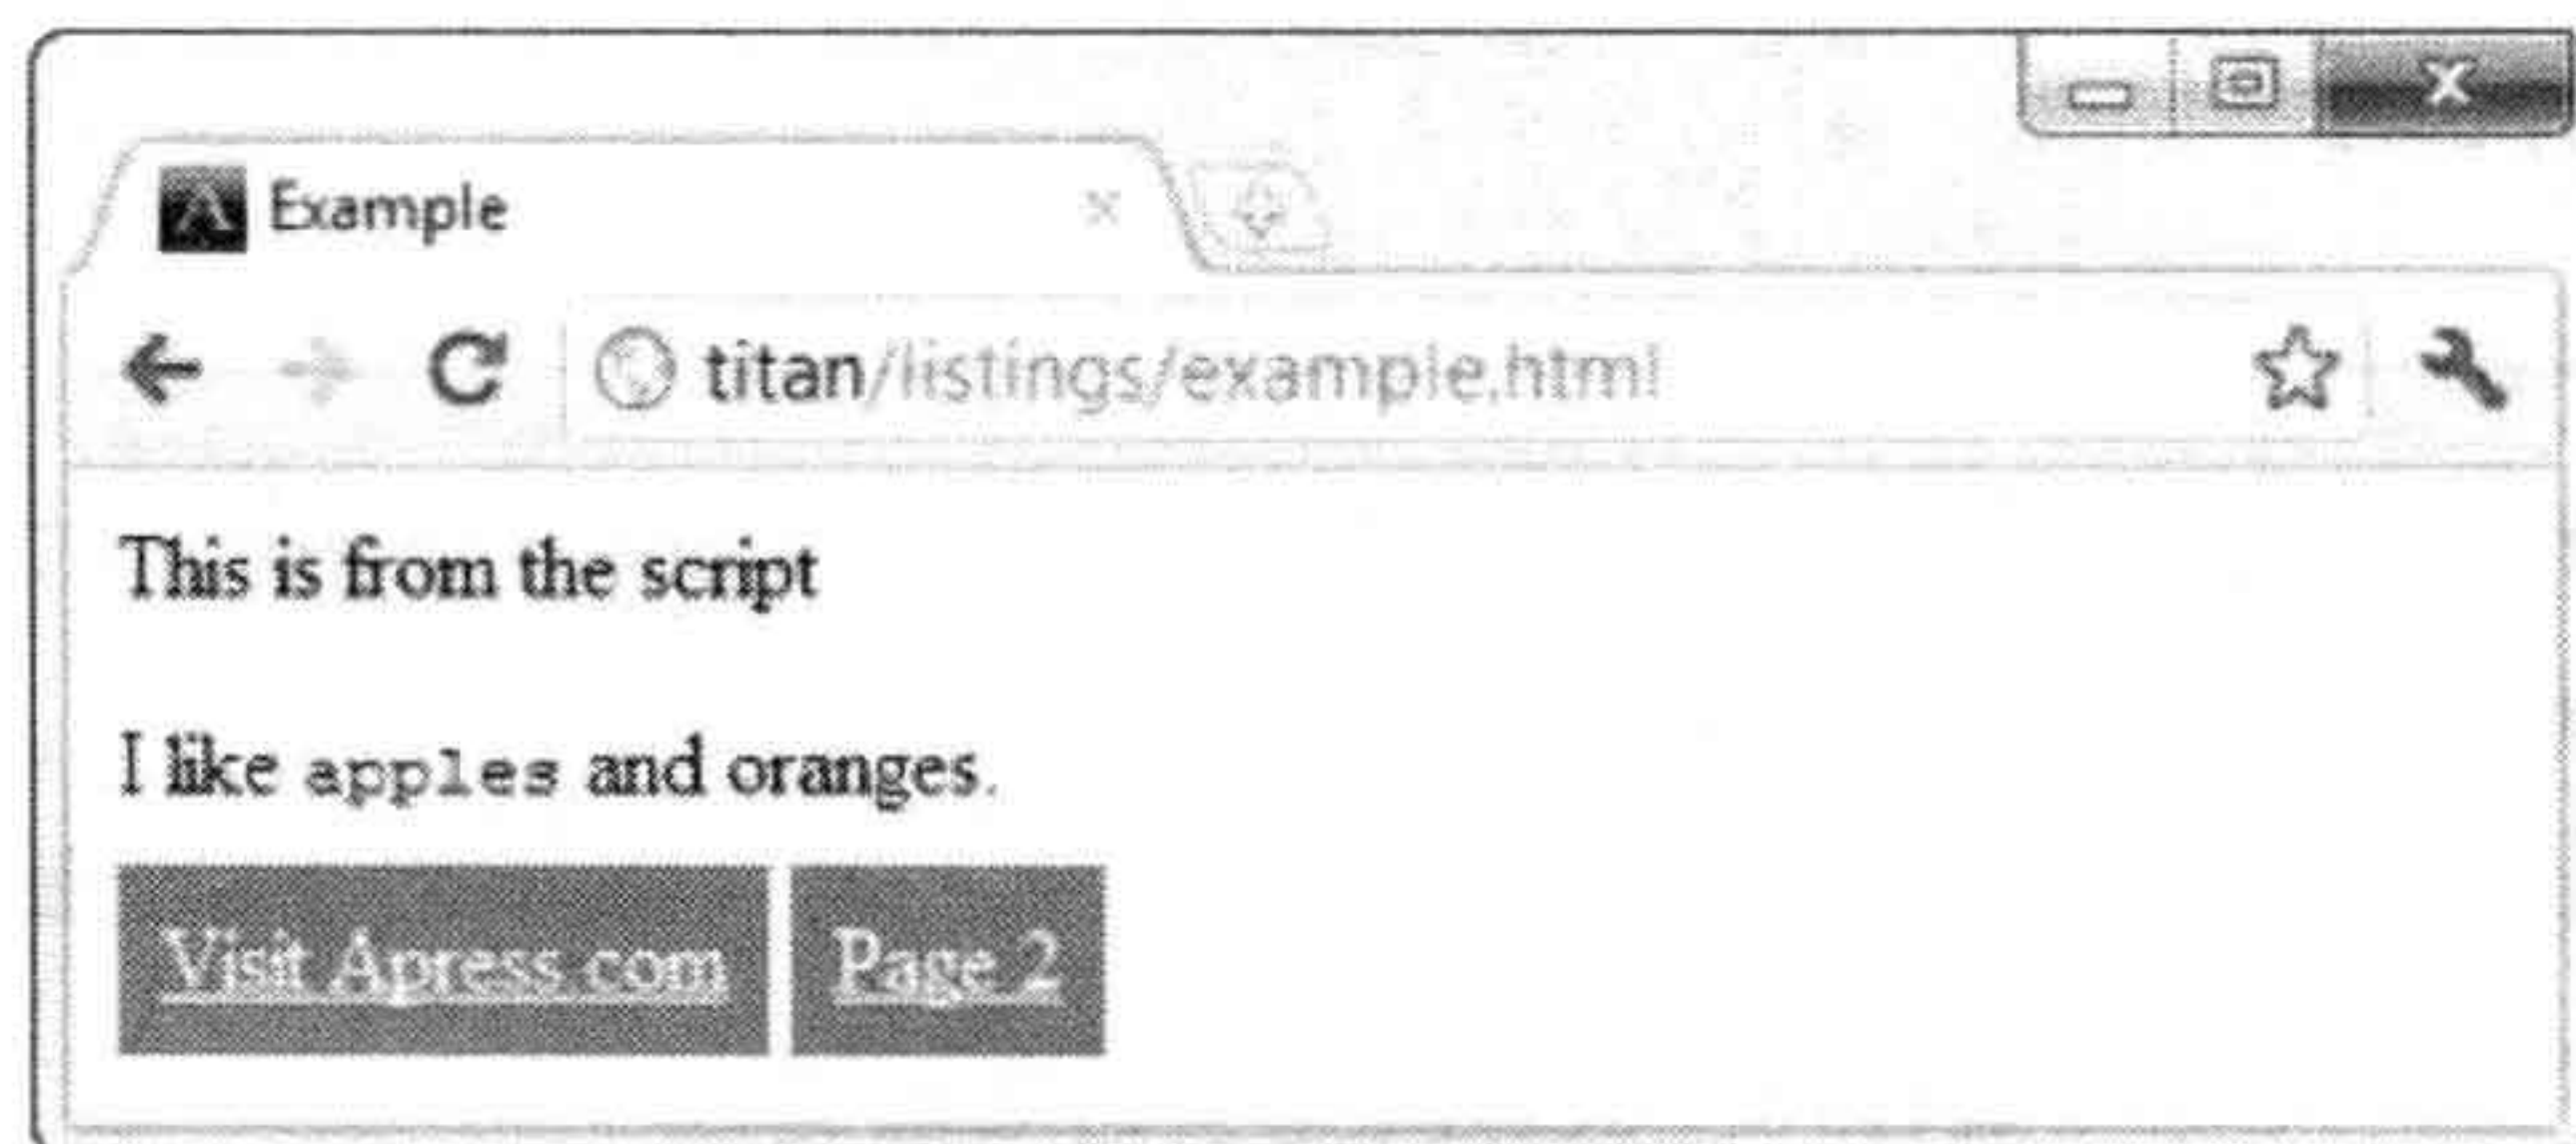 Example
titan/listings/example.html
This is from the script
I like apples and oranges.
Visit Apress.com Page 2